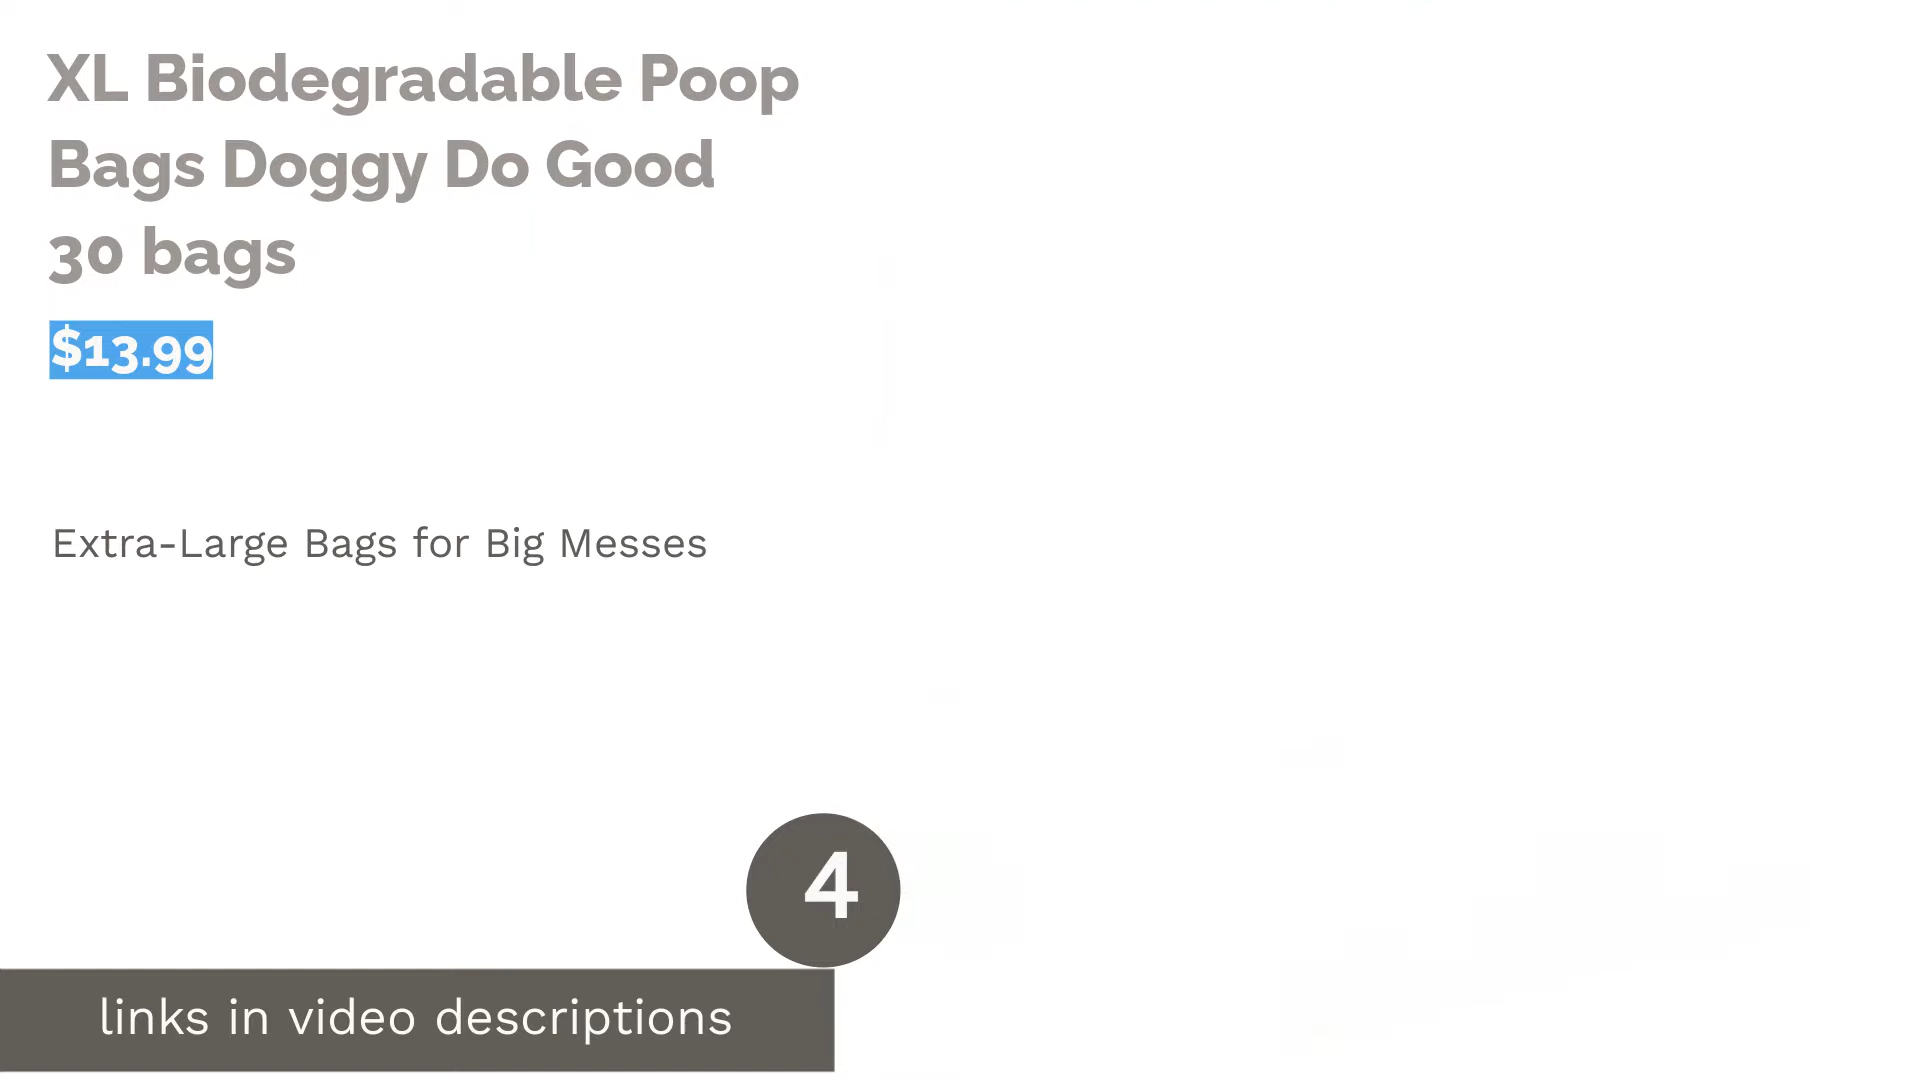 XL Biodegradable Poop
Bags Doggy Do Good
30 bags
$13.99
Extra-Large Bags for Big Messes
4
links in video descriptions